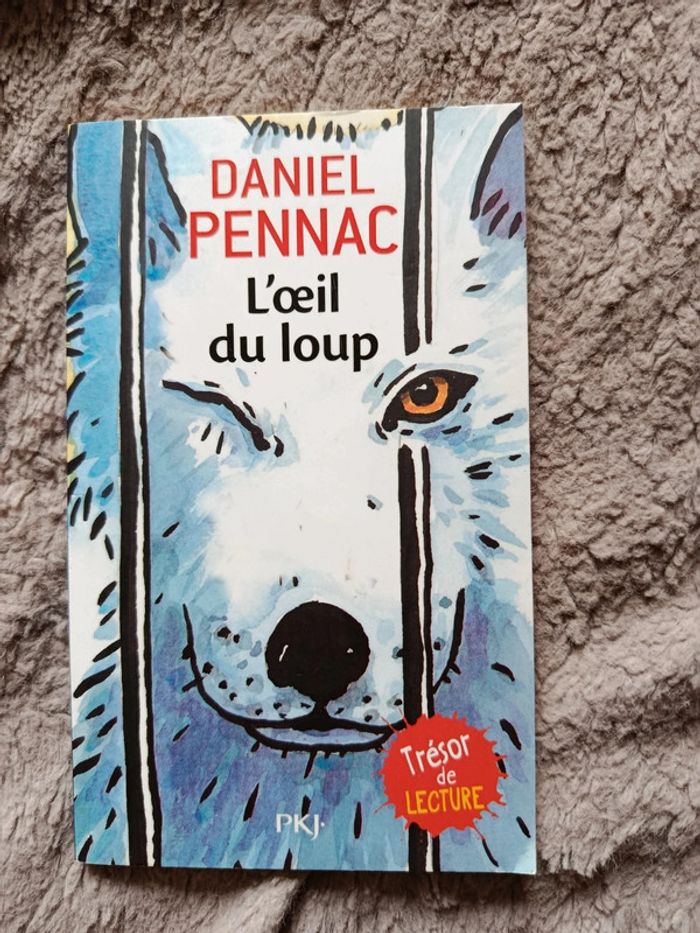 DANIEL
PENNAC
L'œil
du loup
Trésor
de
LECTURE
PKJ·